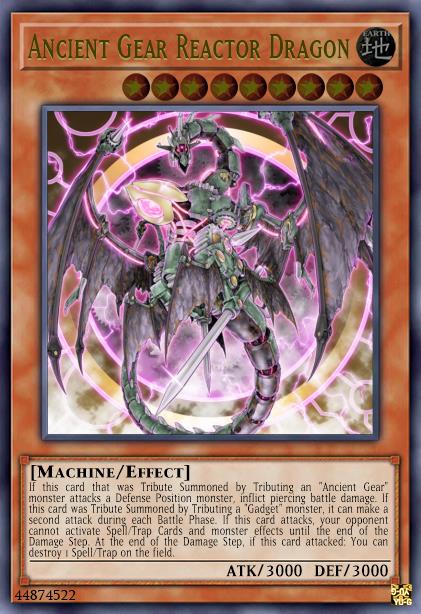 ANCIENT GEAR REACTOR DRAGON
EARTH
地
[MACHINE/EFFECT]
If this card that was Tribute Summoned by Tributing an "Ancient Gear"
monster attacks a Defense Position monster, inflict piercing battle damage. If
this card was Tribute Summoned by Tributing a "Gadget" monster, it can make a
second attack during each Battle Phase. If this card attacks, your opponent
cannot activate Spell/Trap Cards and monster effects until the end of the
Damage Step. At the end of the Damage Step, if this card attacked: You can
destroy 1 Spell/Trap on the field.
ATK/3000 DEF/3000
44874522